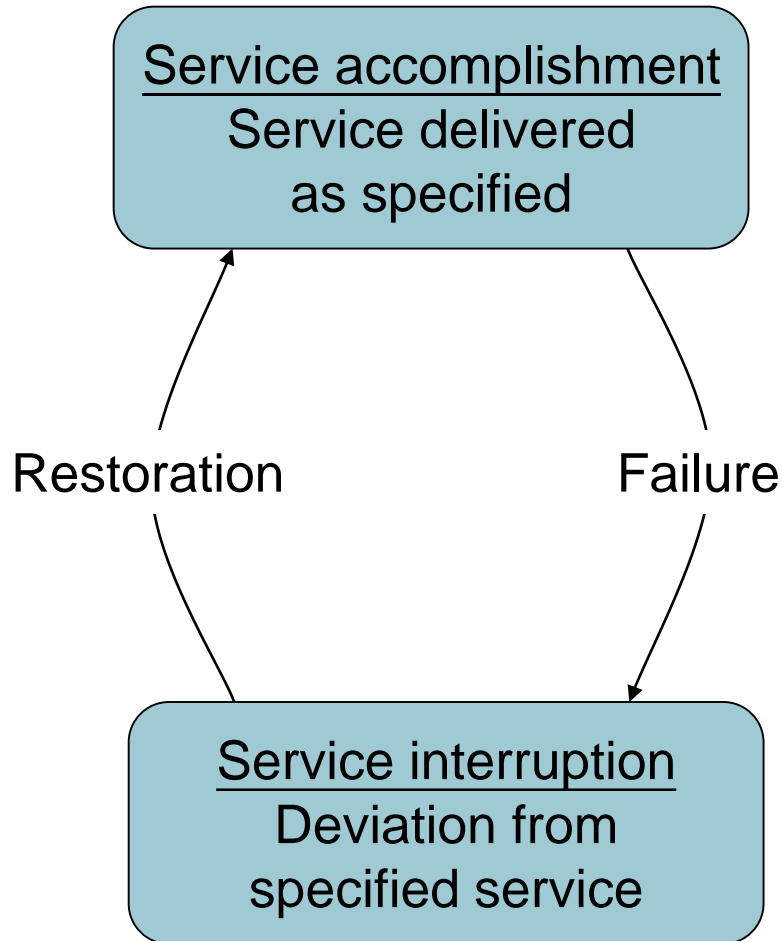 Service accomplishment
Service delivered
as specified
Restoration
Failure
Service interruption
Deviation from
specified service